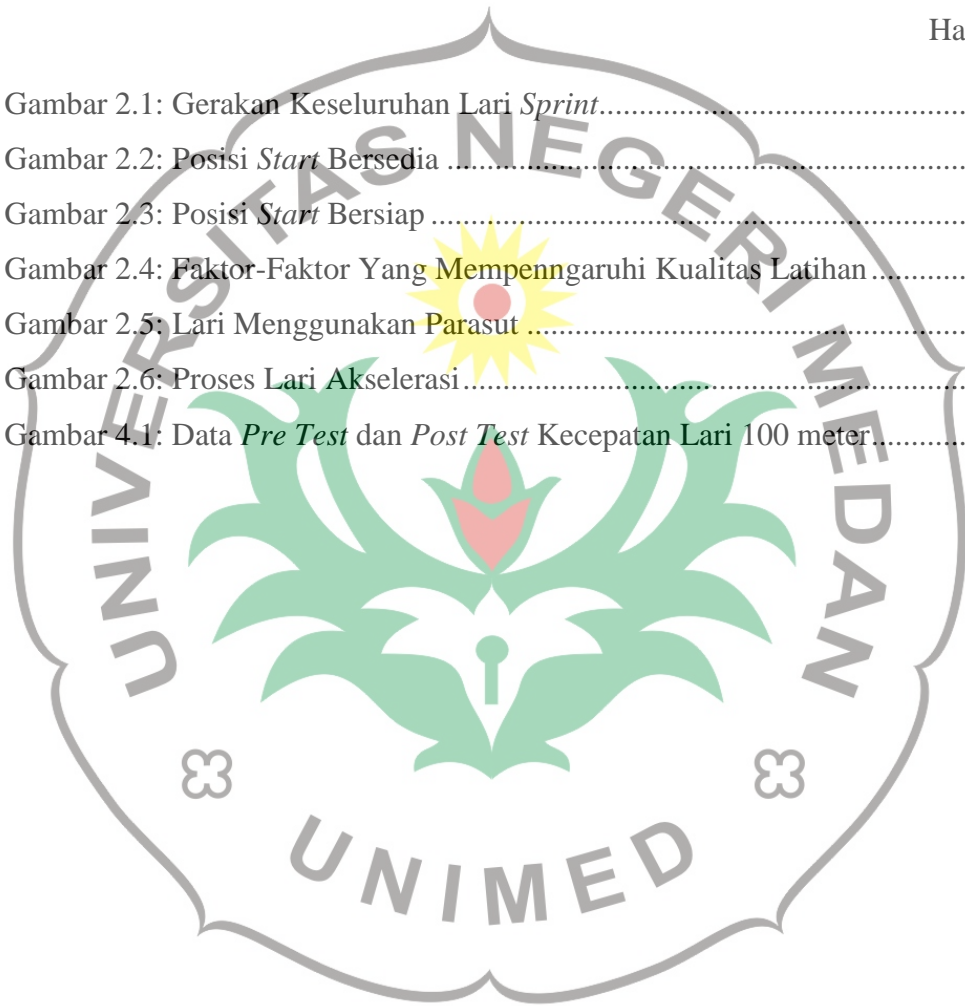 Ha
Gambar 2.1: Gerakan Keseluruhan Lari Sprint........................................
Gambar 2.2: Posisi Start Bersedia ........................................................
Gambar 2.3: Posisi Start Bersiap ..........................................................
Gambar 2.4: Faktor-Faktor Yang Mempenngaruhi Kualitas Latihan ............
Gambar 2.5: Lari Menggunakan Parasut ................................................
Gambar 2.6: Proses Lari Akselerasi .......................................................
Gambar 4.1: Data Pre Test dan Post Test Kecepatan Lari 100 meter............
UNIVERSITAS NEGERI MEDAN
UNIMED